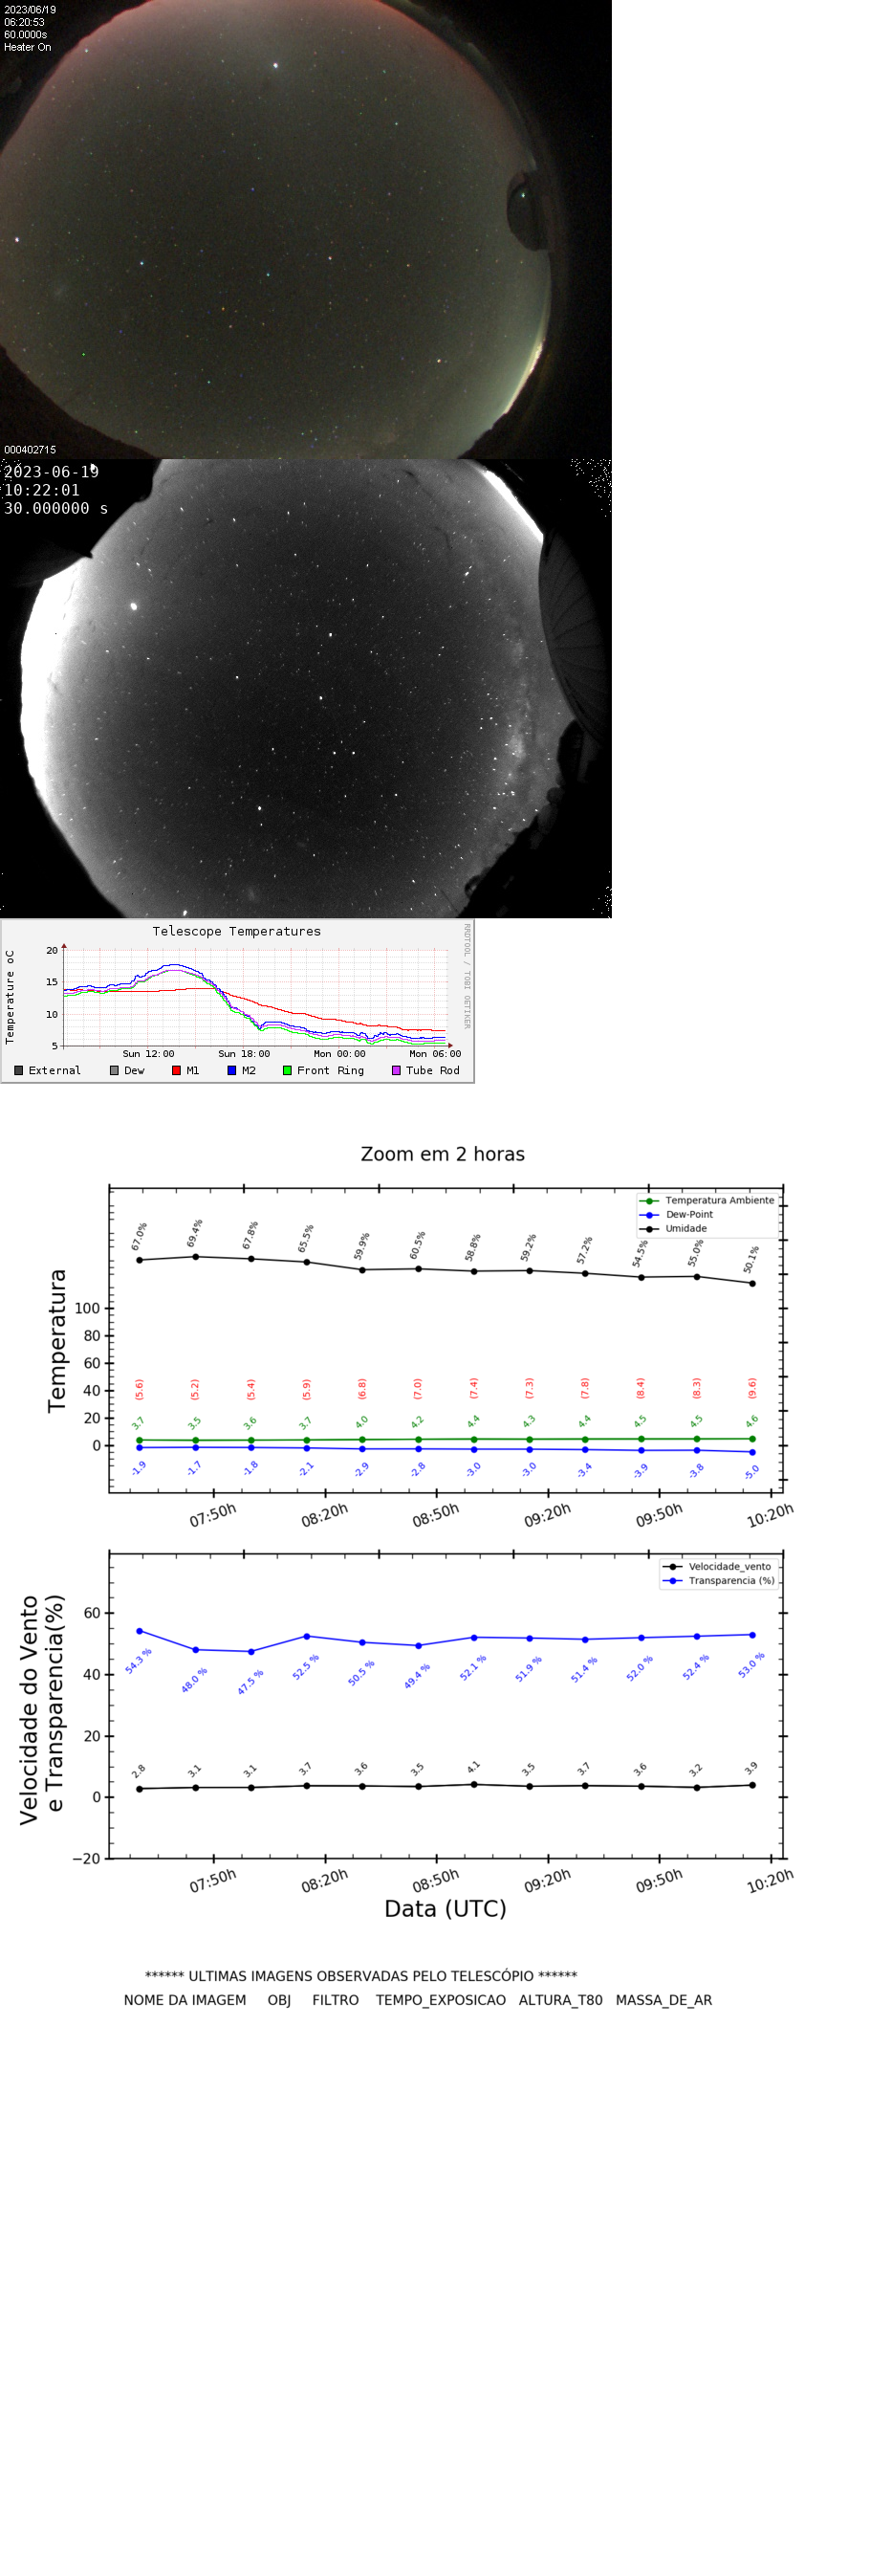 2023/06/19
06:20:53
60.0000s
Heater On
000402715
2023-06-19
10:22:01
30.000000 s
Telescope Temperatures
RRDTOOL / TOBI OETIKER
Temperature oC
20
15
10
5
Sun 12:00 Sun 18:00 Mon 00:00 Mon 06:00
External Dew M1 M2 Front Ring Tube Rod
Zoom em 2 horas
Temperatura Ambiente
Dew-Point
Umidade
67.0% 69.4% 67.8% 65.5% 59.9% 60.5% 58.8% 59.2% 57.2% 54.5% 55.0% 50.1%
Temperatura
100
80
60
40
20
0
(5.6) (5.2) (5.4) (5.9) (6.8) (7.0) (7.4) (7.3) (7.8) (8.4) (8.3) (9.6)
3.7 3.5 3.6 3.7 4.0 4.2 4.4 4.3 4.4 4.5 4.5 4.6
-1.9 -1.7 -1.8 -2.1 -2.9 -2.8 -3.0 -3.0 -3.4 -3.9 -3.8 -5.0
07:50h 08:20h 08:50h 09:20h 09:50h 10:20h
Velocidade_vento
Transparencia (%)
Velocidade do Vento
e Transparencia(%)
60
40
20
0
−20
54.3 % 48.0 % 47.5 % 52.5 % 50.5 % 49.4 % 52.1 % 51.9 % 51.4 % 52.0 % 52.4 % 53.0 %
2.8 3.1 3.1 3.7 3.6 3.5 4.1 3.5 3.7 3.6 3.2 3.9
07:50h 08:20h 08:50h 09:20h 09:50h 10:20h
Data (UTC)
****** ULTIMAS IMAGENS OBSERVADAS PELO TELESCÓPIO ******
NOME DA IMAGEM OBJ FILTRO TEMPO_EXPOSICAO ALTURA_T80 MASSA_DE_AR